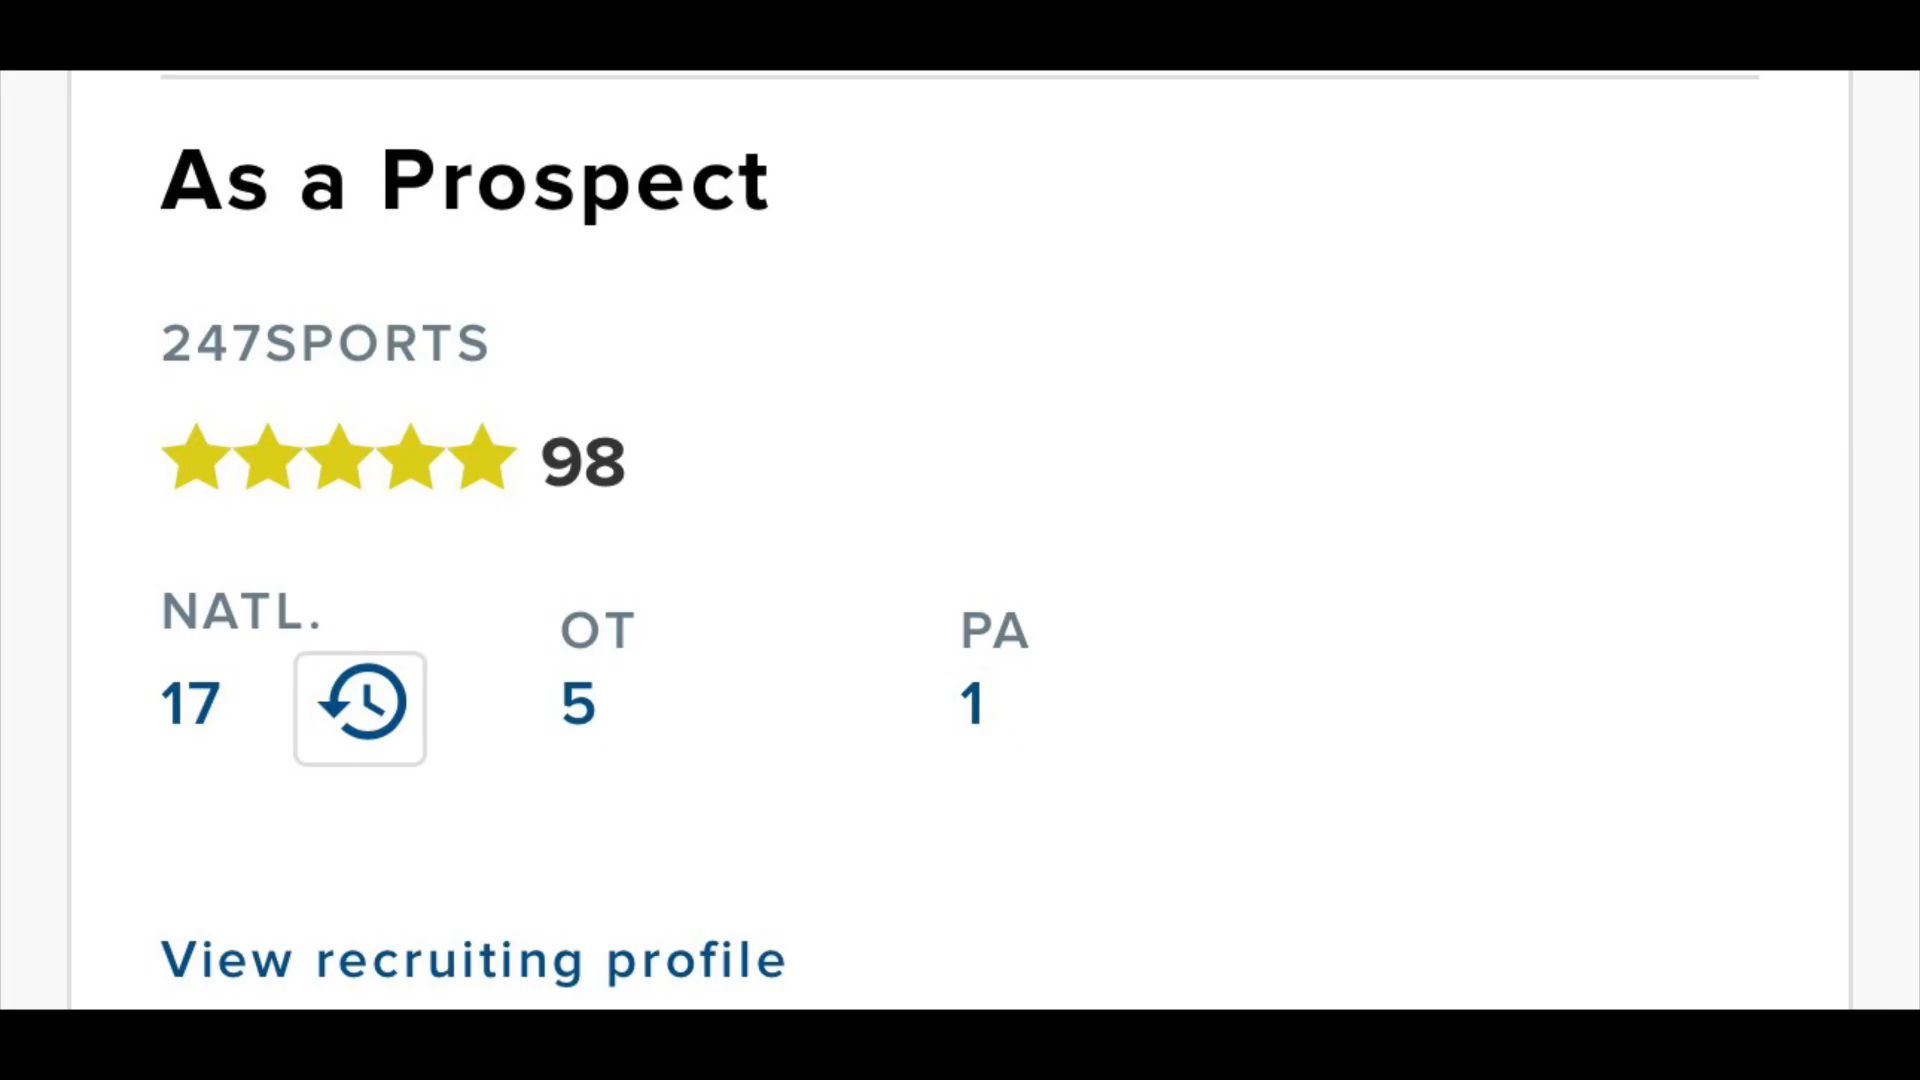 As a Prospect
247SPORTS
98
NATL. OT PA
17 5 1
View recruiting profile